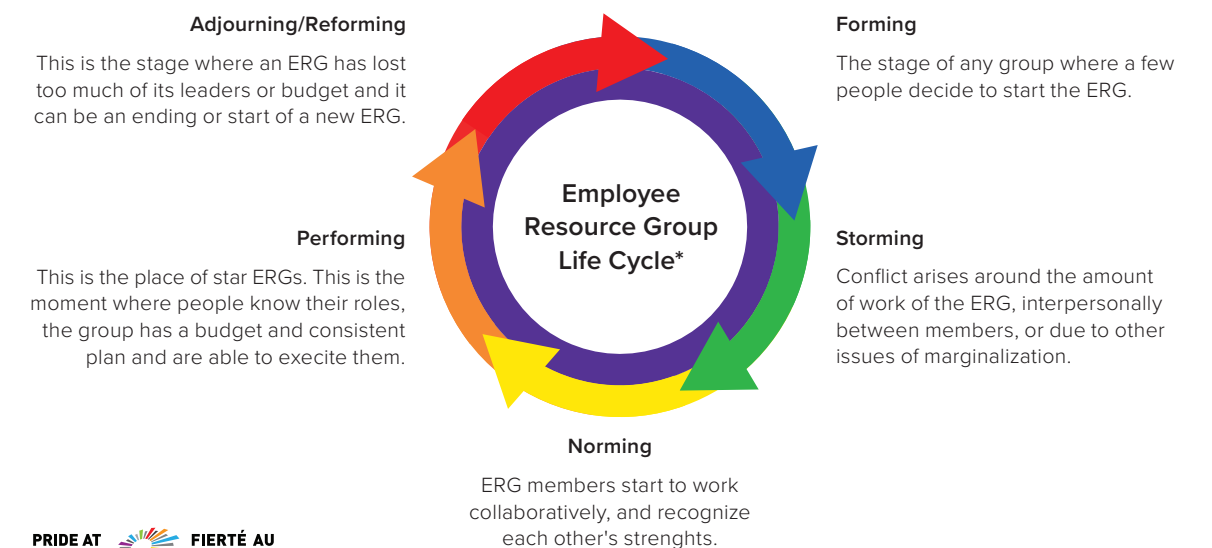 Adjourning/Reforming
This is the stage where an ERG has lost
too much of its leaders or budget and it
can be an ending or start of a new ERG.
Forming
The stage of any group where a few
people decide to start the ERG.
Employee
Resource Group
Life Cycle*
Performing
This is the place of star ERGs. This is the
moment where people know their roles,
the group has a budget and consistent
plan and are able to execite them.
Storming
Conflict arises around the amount
of work of the ERG, interpersonally
between members, or due to other
issues of marginalization.
Norming
ERG members start to work
collaboratively, and recognize
each other's strenghts.
PRIDE AT FIERTÉ AU